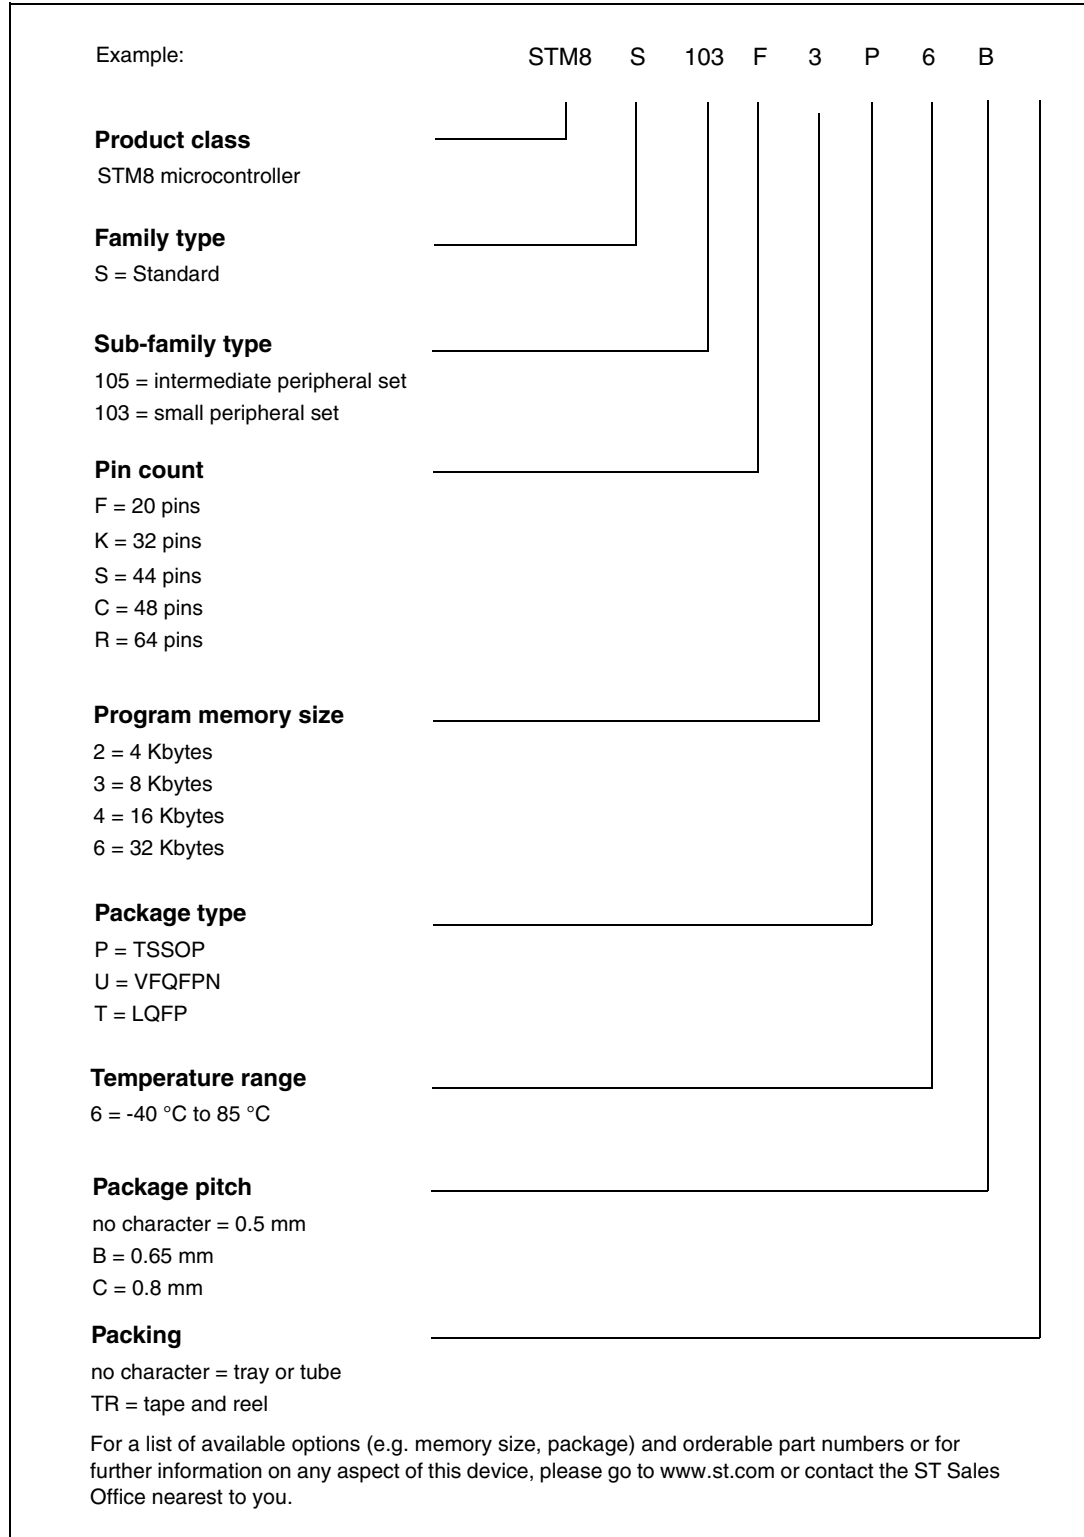 Example: STM8 S 103 F 3 P 6 B
Product class
STM8 microcontroller
Family type
S = Standard
Sub-family type
105 = intermediate peripheral set
103 = small peripheral set
Pin count
F = 20 pins
K = 32 pins
S = 44 pins
C = 48 pins
R = 64 pins
Program memory size
2 = 4 Kbytes
3 = 8 Kbytes
4 = 16 Kbytes
6 = 32 Kbytes
Package type
P = TSSOP
U = VFQFPN
T = LQFP
Temperature range
6 = -40 °C to 85 °C
Package pitch
no character = 0.5 mm
B = 0.65 mm
C = 0.8 mm
Packing
no character = tray or tube
TR = tape and reel
For a list of available options (e.g. memory size, package) and orderable part numbers or for
further information on any aspect of this device, please go to www.st.com or contact the ST Sales
Office nearest to you.